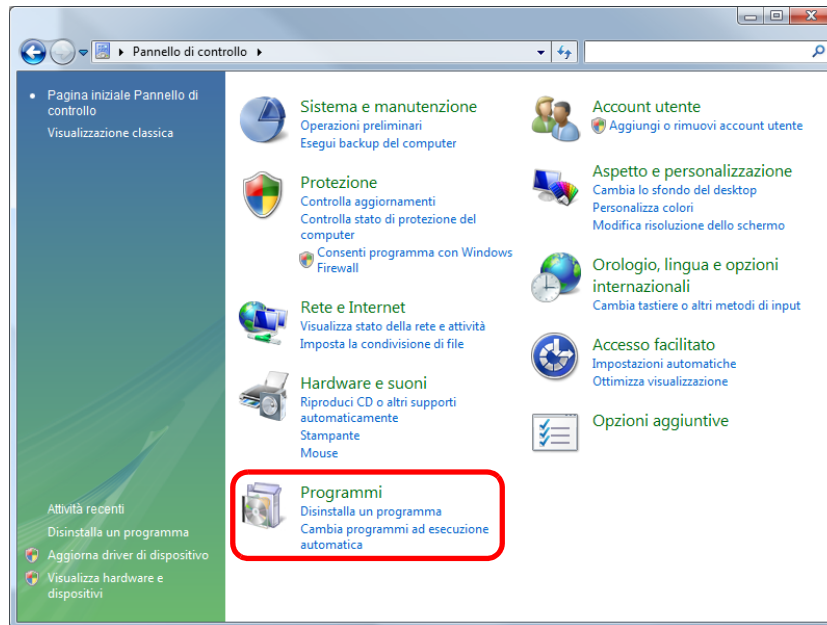 Pannello di controllo
Pagina iniziale Pannello di
controllo
Visualizzazione classica
Attività recenti
Disinstalla un programma
Aggiorna driver di dispositivo
Visualizza hardware e
dispositivi
Sistema e manutenzione
Operazioni preliminari
Esegui backup del computer
Protezione
Controlla aggiornamenti
Controlla stato di protezione del
computer
Consenti programma con Windows
Firewall
Rete e Internet
Visualizza stato della rete e attività
Imposta la condivisione di file
Hardware e suoni
Riproduci CD o altri supporti
automaticamente
Stampante
Mouse
Programmi
Disinstalla un programma
Cambia programmi ad esecuzione
automatica
Account utente
Aggiungi o rimuovi account utente
Aspetto e personalizzazione
Cambia lo sfondo del desktop
Personalizza colori
Modifica risoluzione dello schermo
Orologio, lingua e opzioni
internazionali
Cambia tastiere o altri metodi di input
Accesso facilitato
Impostazioni automatiche
Ottimizza visualizzazione
Opzioni aggiuntive